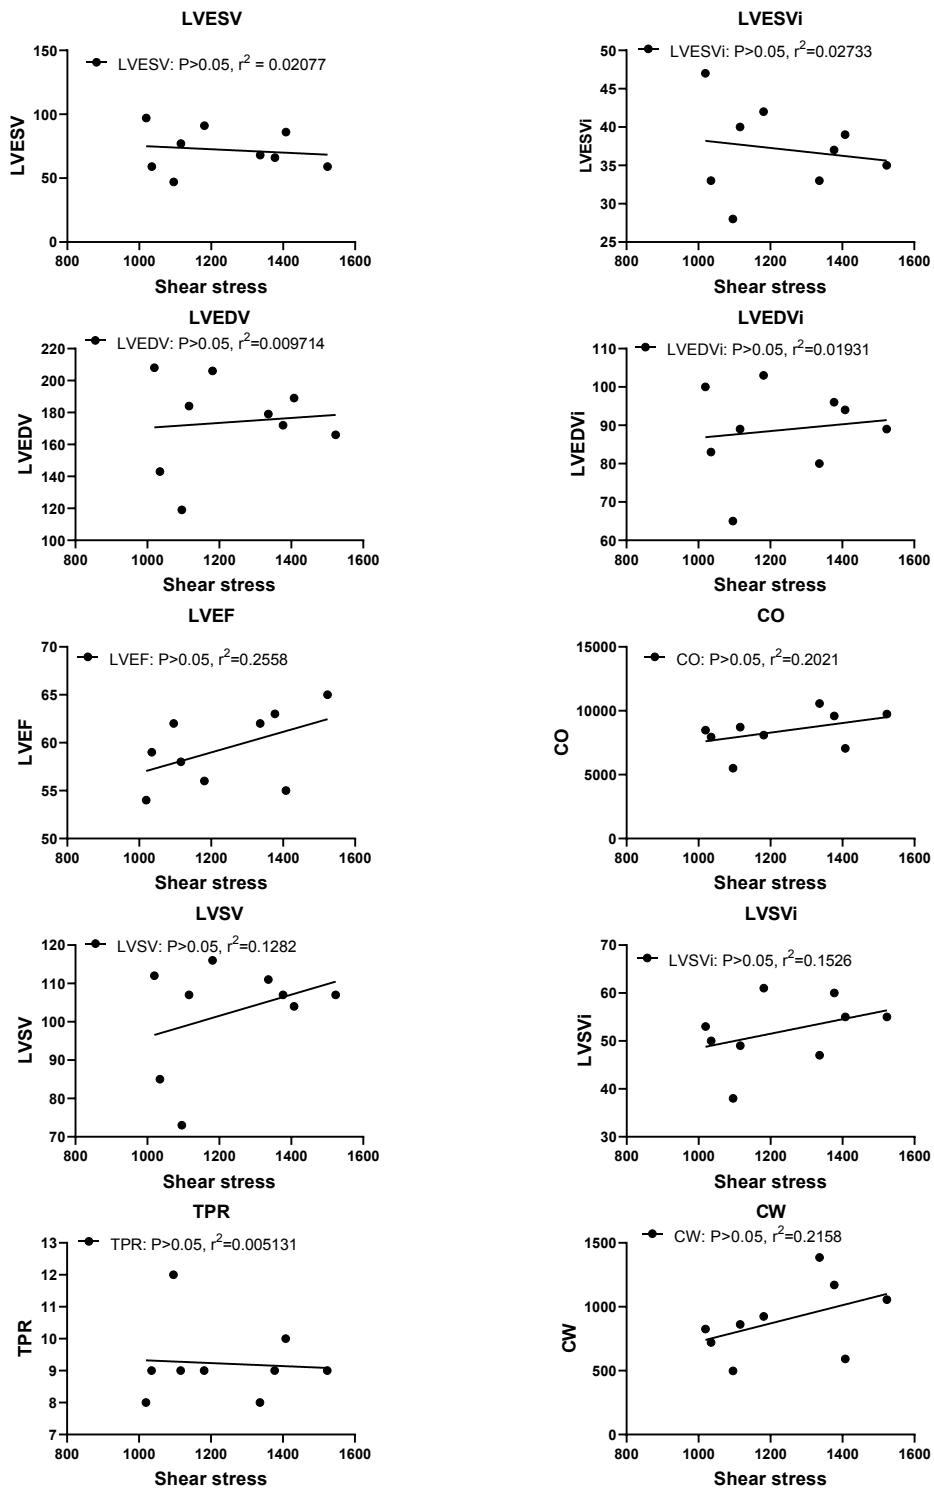 LVESV
LVESV: P>0.05, r2 = 0.02077
150
100
50
0
LVESV
800 1000 1200 1400 1600
Shear stress
LVESVi
LVESVi: P>0.05, r2=0.02733
50
45
40
35
30
25
LVESVi
800 1000 1200 1400 1600
Shear stress
LVEDV
LVEDV: P>0.05, r2=0.009714
220
200
180
160
140
120
100
LVEDV
800 1000 1200 1400 1600
Shear stress
LVEDVi
LVEDVi: P>0.05, r2=0.01931
110
100
90
80
70
60
LVEDVi
800 1000 1200 1400 1600
Shear stress
LVEF
LVEF: P>0.05, r2=0.2558
70
65
60
55
50
LVEF
800 1000 1200 1400 1600
Shear stress
CO
CO: P>0.05, r2=0.2021
15000
10000
5000
0
CO
800 1000 1200 1400 1600
Shear stress
LVSV
LVSV: P>0.05, r2=0.1282
120
110
100
90
80
70
LVSV
800 1000 1200 1400 1600
Shear stress
LVSVi
LVSVi: P>0.05, r2=0.1526
70
60
50
40
30
LVSVi
800 1000 1200 1400 1600
Shear stress
TPR
TPR: P>0.05, r2=0.005131
13
12
11
10
9
8
7
TPR
800 1000 1200 1400 1600
Shear stress
CW
CW: P>0.05, r2=0.2158
1500
1000
500
0
CW
800 1000 1200 1400 1600
Shear stress